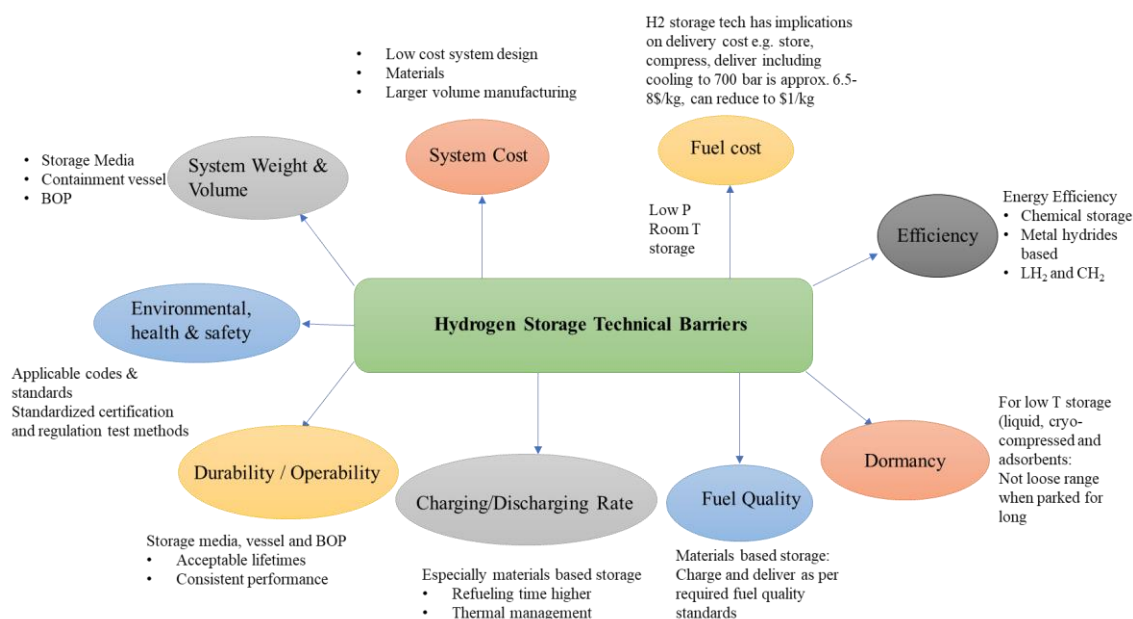 H2 storage tech has implications
on delivery cost e.g. store,
compress, deliver including
cooling to 700 bar is approx. 6.5-
8$/kg, can reduce to $1/kg
• Low cost system design
• Materials
• Larger volume manufacturing
System Cost
Fuel cost
• Storage Media
• Containment vessel
• BOP
System Weight &
Volume
Low P
Room T
storage
Efficiency
Energy Efficiency
• Chemical storage
• Metal hydrides
based
• LH₂ and CH₂
Hydrogen Storage Technical Barriers
Environmental,
health & safety
Applicable codes &
standards
Standardized certification
and regulation test methods
Durability / Operability
Storage media, vessel and BOP
• Acceptable lifetimes
• Consistent performance
Charging/Discharging Rate
Especially materials based storage
• Refueling time higher
• Thermal management
Fuel Quality
Materials based storage:
Charge and deliver as per
required fuel quality
standards
Dormancy
For low T storage
(liquid, cryo-
compressed and
adsorbents:
Not loose range
when parked for
long